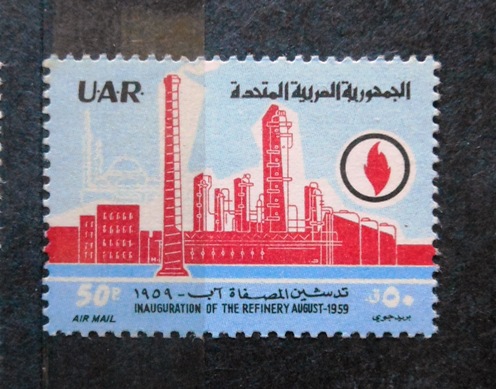 U.A.R.
الجمهورية العربية المتحدة
تدشين المصفاة آب - ١٩٥٩
50P.
INAUGURATION OF THE REFINERY AUGUST-1959
٥٠ ق
AIR MAIL
بريد جوي